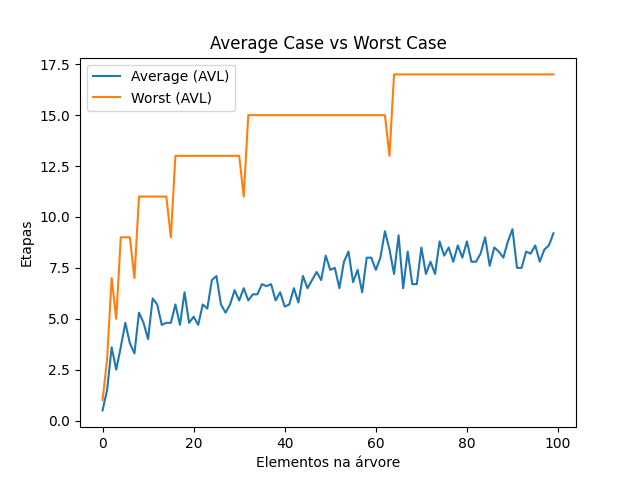 Average Case vs Worst Case
17.5
15.0
12.5
10.0
7.5
5.0
2.5
0.0
Etapas
Average (AVL)
Worst (AVL)
0 20 40 60 80 100
Elementos na árvore